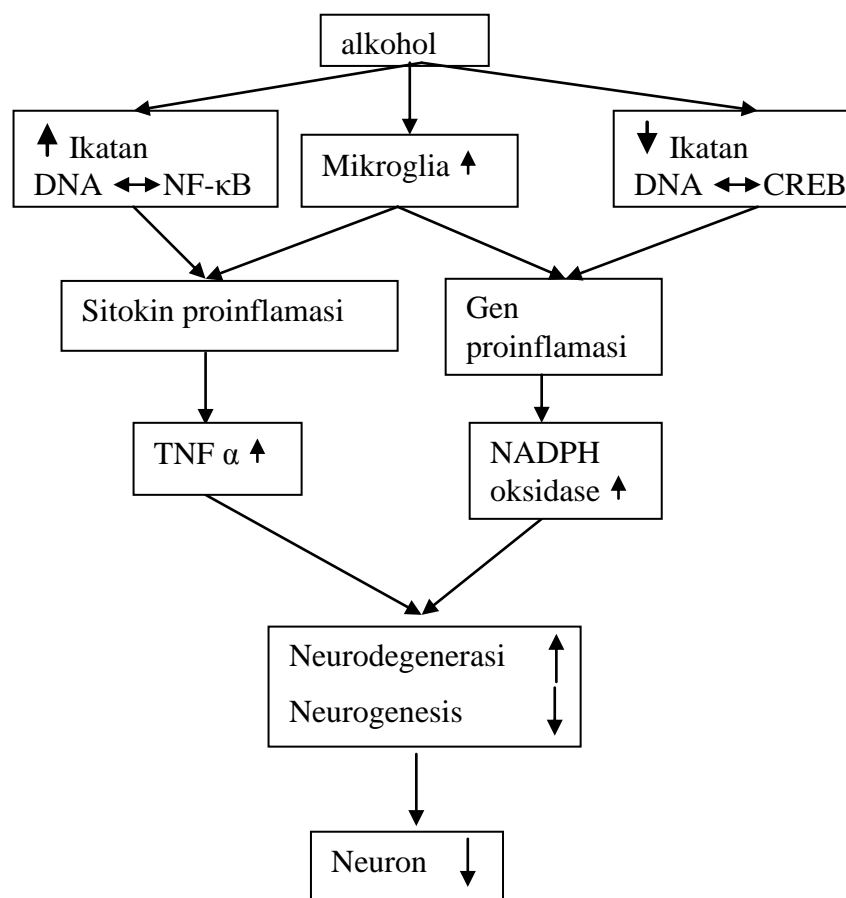 alkohol
↑ Ikatan
DNA ↔ NF-κB
Mikroglia ↑
↓ Ikatan
DNA ↔ CREB
Sitokin proinflamasi
Gen
proinflamasi
TNF α ↑
NADPH
oksidase ↑
Neurodegenerasi ↑
Neurogenesis ↓
Neuron ↓